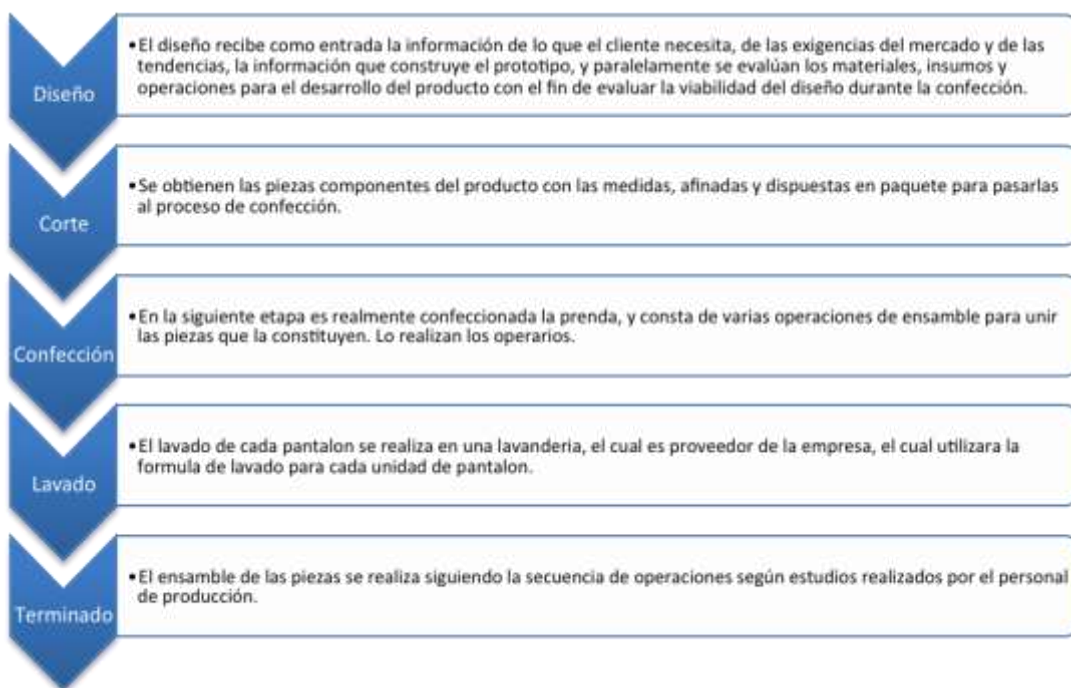 Diseño
•El diseño recibe como entrada la información de lo que el cliente necesita, de las exigencias del mercado y de las
tendencias, la información que construye el prototipo, y paralelamente se evalúan los materiales, insumos y
operaciones para el desarrollo del producto con el fin de evaluar la viabilidad del diseño durante la confección.
Corte
•Se obtienen las piezas componentes del producto con las medidas, afinadas y dispuestas en paquete para pasarlas
al proceso de confección.
Confección
•En la siguiente etapa es realmente confeccionada la prenda, y consta de varias operaciones de ensamble para unir
las piezas que la constituyen. Lo realizan los operarios.
Lavado
•El lavado de cada pantalon se realiza en una lavanderia, el cual es proveedor de la empresa, el cual utilizara la
formula de lavado para cada unidad de pantalon.
Terminado
•El ensamble de las piezas se realiza siguiendo la secuencia de operaciones según estudios realizados por el personal
de producción.